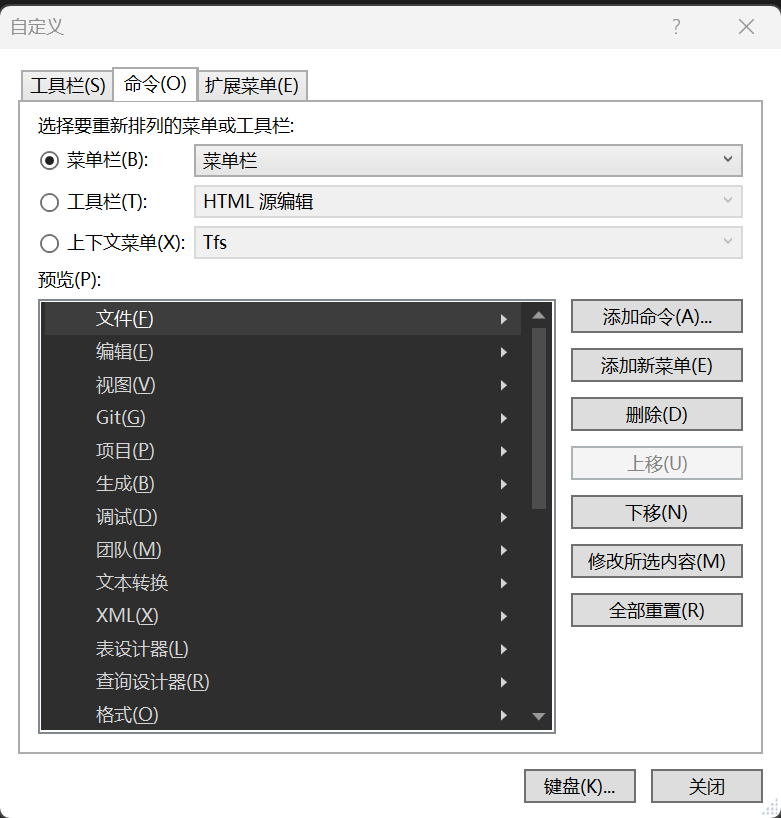 自定义
?
工具栏(S) 命令(O) 扩展菜单(E)
选择要重新排列的菜单或工具栏:
菜单栏(B): 菜单栏
工具栏(T): HTML 源编辑
上下文菜单(X): Tfs
预览(P):
文件(F)
编辑(E)
视图(V)
Git(G)
项目(P)
生成(B)
调试(D)
团队(M)
文本转换
XML(X)
表设计器(L)
查询设计器(R)
格式(O)
添加命令(A)...
添加新菜单(E)
删除(D)
上移(U)
下移(N)
修改所选内容(M)
全部重置(R)
键盘(K)... 关闭